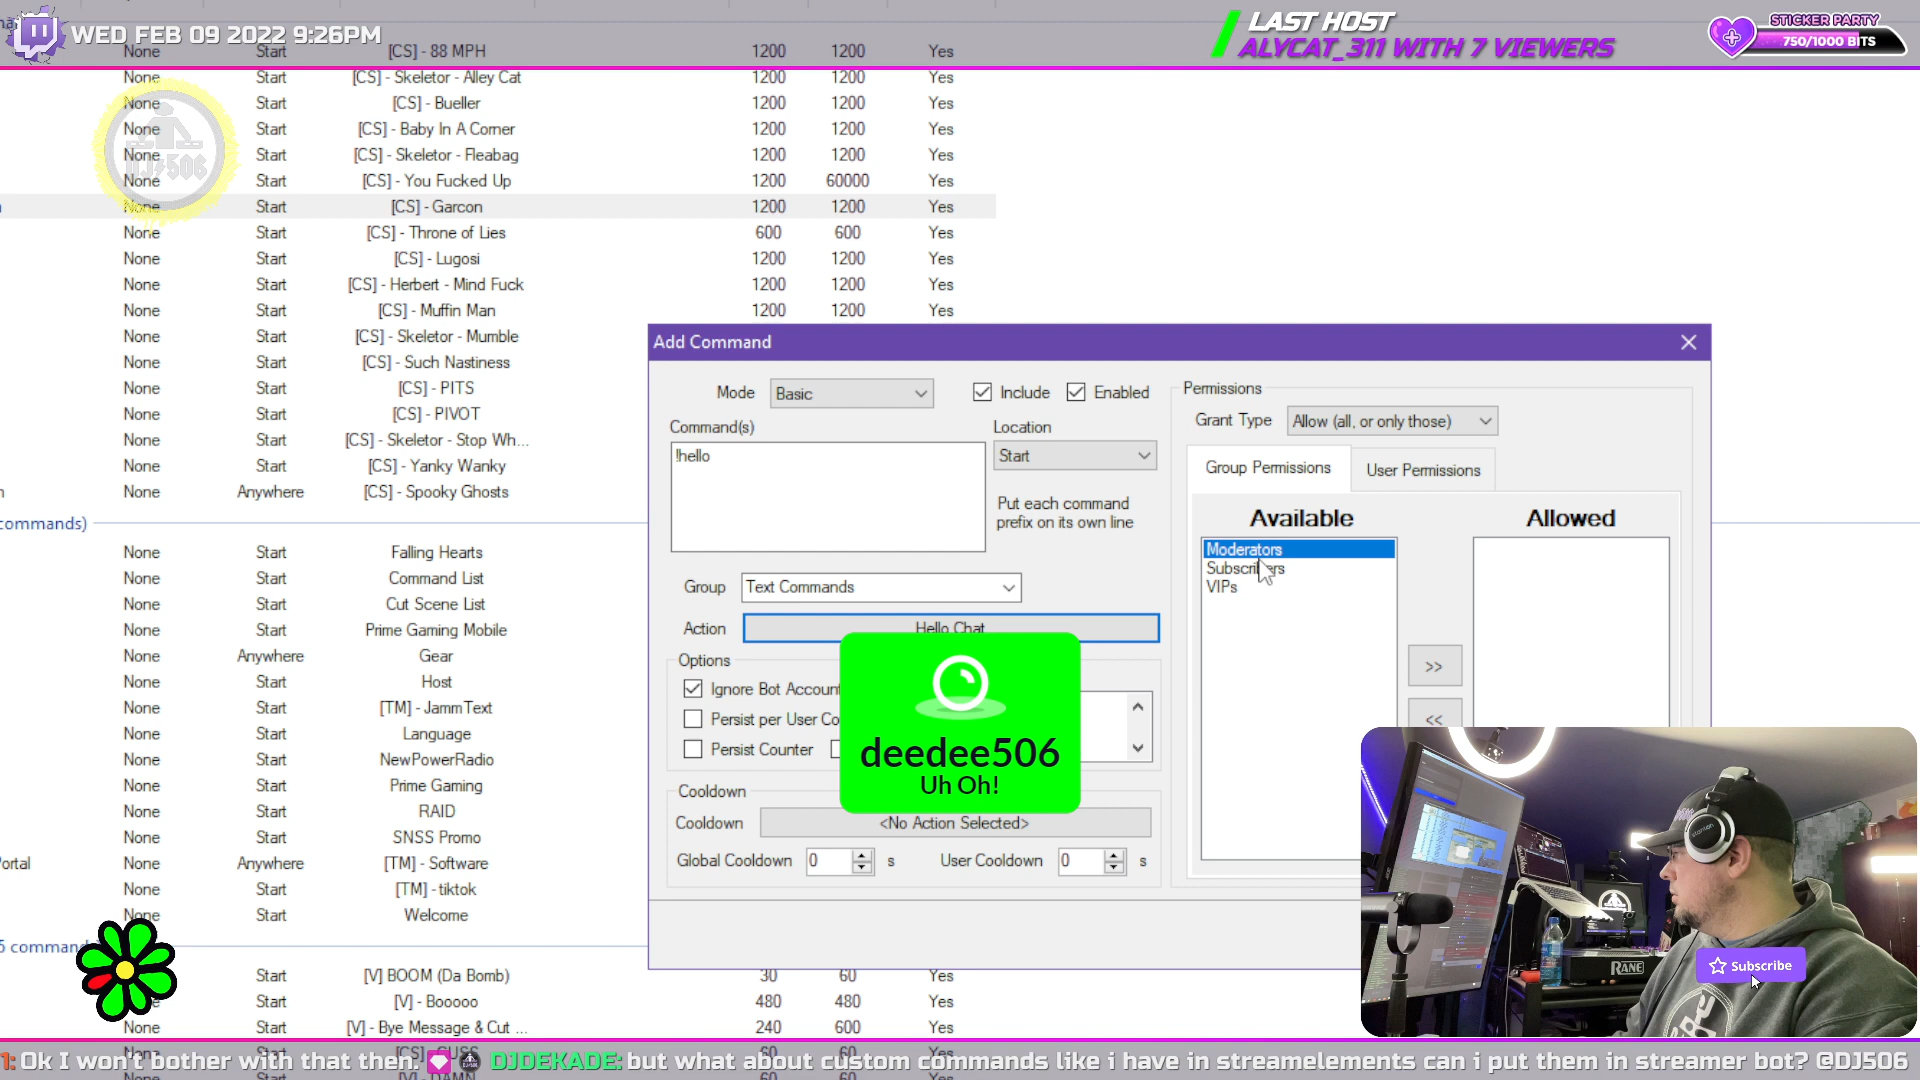 WED FEB 09 2022 9:26PM
LAST HOST
ALYCAT_311 WITH 7 VIEWERS
STICKER PARTY
750/1000 BITS
None Start [CS] - 88 MPH 1200 1200 Yes
None Start [CS] - Skeletor - Alley Cat 1200 1200 Yes
None Start [CS] - Bueller 1200 1200 Yes
None Start [CS] - Baby In A Corner 1200 1200 Yes
None Start [CS] - Skeletor - Fleabag 1200 1200 Yes
None Start [CS] - You Fucked Up 1200 60000 Yes
None Start [CS] - Garcon 1200 1200 Yes
None Start [CS] - Throne of Lies 600 600 Yes
None Start [CS] - Lugosi 1200 1200 Yes
None Start [CS] - Herbert - Mind Fuck 1200 1200 Yes
None Start [CS] - Muffin Man 1200 1200 Yes
None Start [CS] - Skeletor - Mumble
None Start [CS] - Such Nastiness
None Start [CS] - PITS
None Start [CS] - PIVOT
None Start [CS] - Skeletor - Stop Wh...
None Start [CS] - Yanky Wanky
None Anywhere [CS] - Spooky Ghosts
commands)
None Start Falling Hearts
None Start Command List
None Start Cut Scene List
None Start Prime Gaming Mobile
None Anywhere Gear
None Start Host
None Start [TM] - JammText
None Start Language
None Start NewPowerRadio
None Start Prime Gaming
None Start RAID
None Start SNSS Promo
None Anywhere [TM] - Software
None Start [TM] - tiktok
None Start Welcome
Start [V] BOOM (Da Bomb) 30 60 Yes
Start [V] - Booooo 480 480 Yes
None Start [V] - Bye Message & Cut ... 240 600 Yes
DJ 506
Add Command
Mode Basic Include Enabled
Command(s)
!hello
Location
Start
Put each command
prefix on its own line
Group Text Commands
Action Hello Chat
Options
Ignore Bot Account
Persist per User Co
Persist Counter
Cooldown
Cooldown <No Action Selected>
Global Cooldown 0 s User Cooldown 0 s
Permissions
Grant Type Allow (all, or only those)
Group Permissions User Permissions
Available Allowed
Moderators
Subscribers
VIPs
>>
<<
deedee506
Uh Oh!
RANE
Subscribe
1: Ok I won't bother with that then. DJDEKADE: but what about custom commands like i have in streamelements can i put them in streamer bot? @DJ506